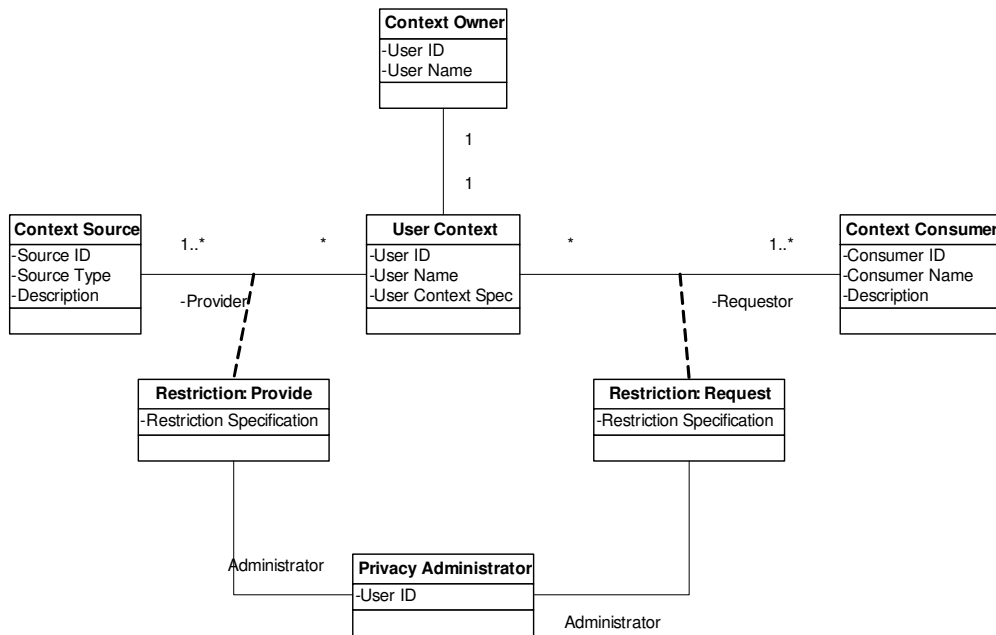 Context Owner
-User ID
-User Name
1
1
Context Source
-Source ID
-Source Type
-Description
1..*
*
-Provider
User Context
-User ID
-User Name
-User Context Spec
*
1..*
-Requestor
Context Consumer
-Consumer ID
-Consumer Name
-Description
Restriction: Provide
-Restriction Specification
Restriction: Request
-Restriction Specification
Administrator
Privacy Administrator
-User ID
Administrator